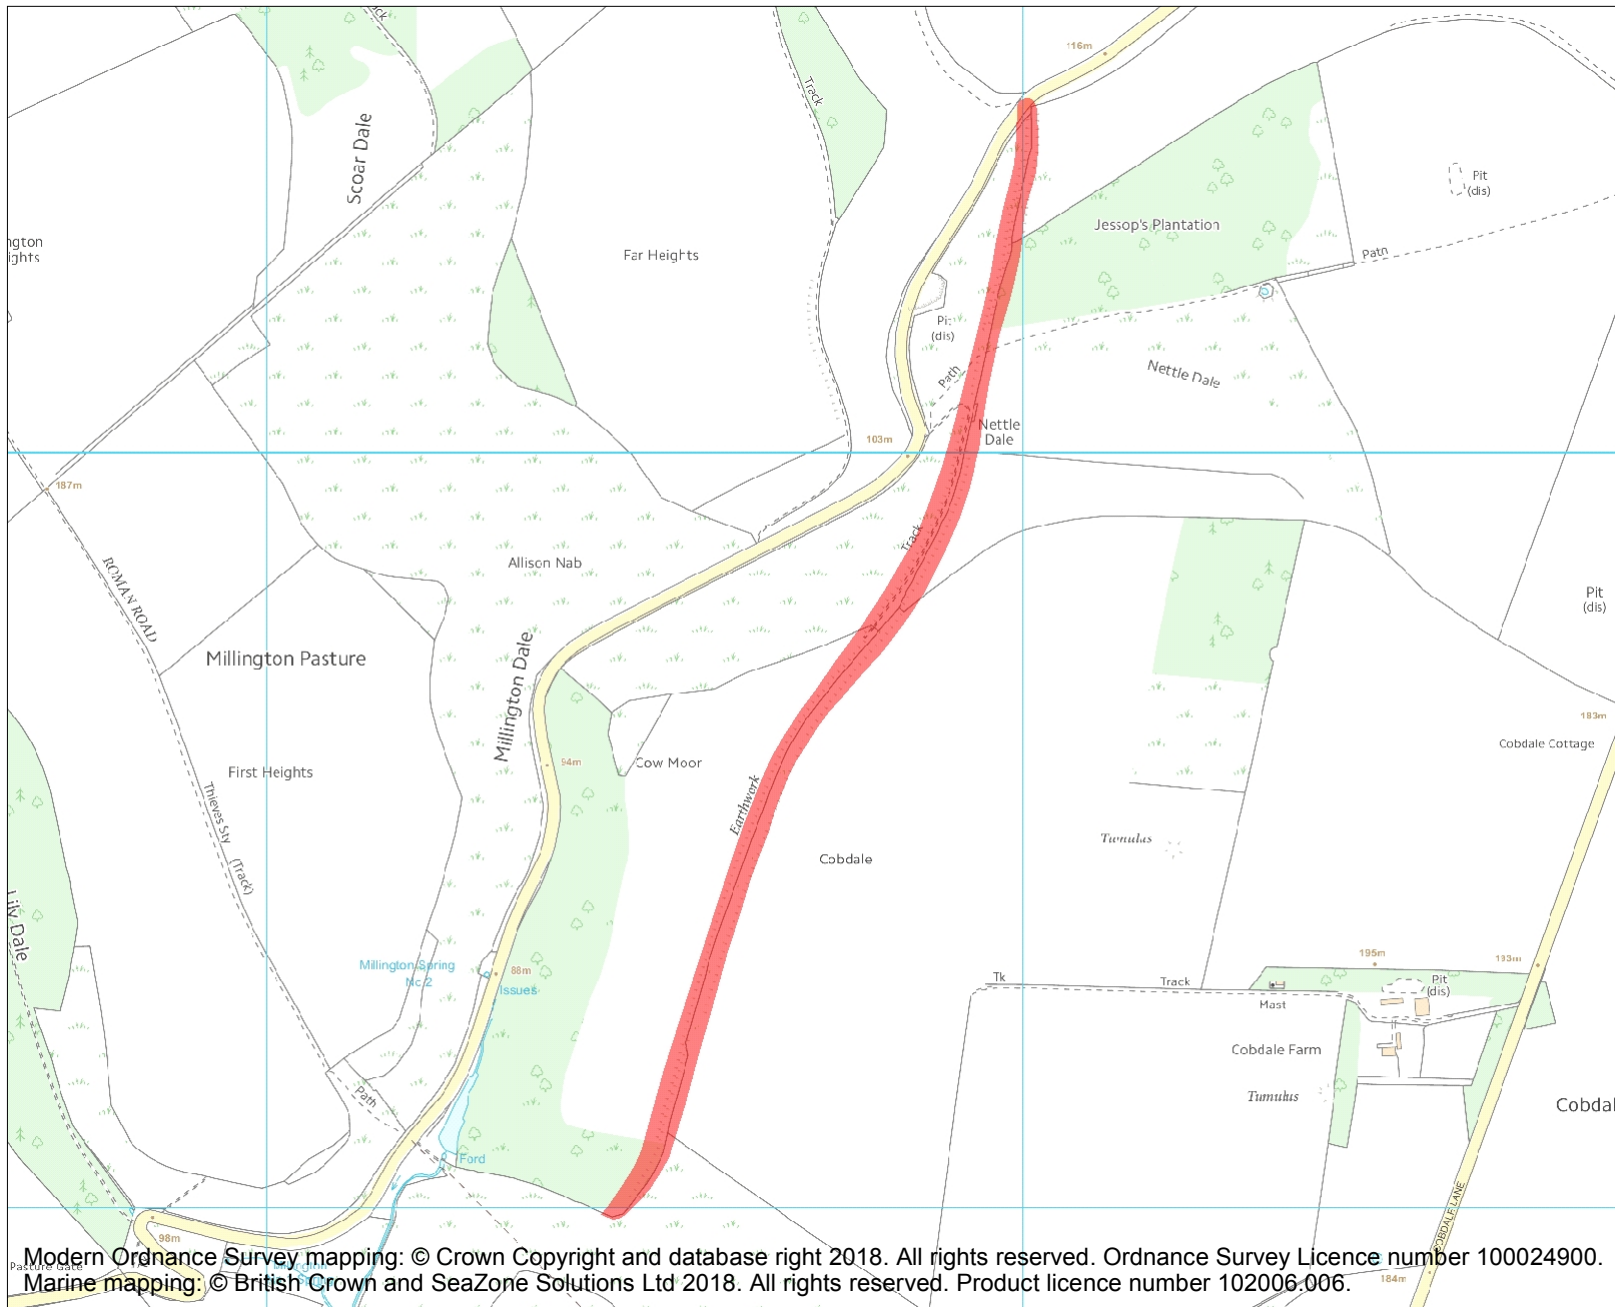 116m
Track
Scoar Dale
Pit
(dis)
Jessop's Plantation
Far Heights
Path
Pit
(dis)
Nettle Dale
Path
Nettle
Dale
103m
187m
Track
ROMAN ROAD
Allison Nab
Pit
(dis)
Millington Pasture
Millington Dale
183m
Cobdale Cottage
94m
Cow Moor
First Heights
Thieves Sty (Track)
Earthwork
Tumulus
Cobdale
Lily Dale
Millington Spring
No 2
88m
Issues
195m
193m
Tk
Track
Pit
(dis)
Mast
Cobdale Farm
Tumulus
Path
Cobdal
Ford
COBDALE LANE
98m
Modern Ordnance Survey mapping: © Crown Copyright and database right 2018. All rights reserved. Ordnance Survey Licence number 100024900.
Pasture Gate
Marine mapping: © British Crown and SeaZone Solutions Ltd 2018. All rights reserved. Product licence number 102006.006.
184m